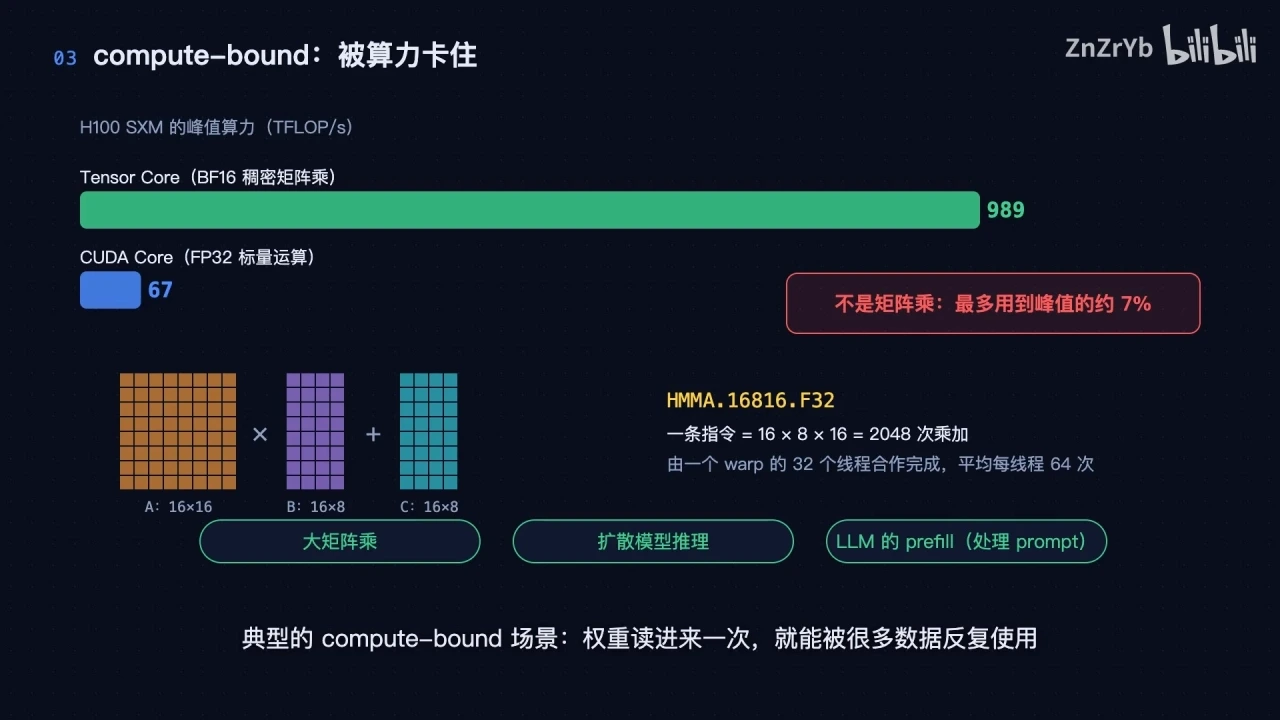 03 compute-bound：被算力卡住
ZnZrYb bilibili
H100 SXM 的峰值算力（TFLOP/s）
Tensor Core（BF16 稠密矩阵乘）
989
CUDA Core（FP32 标量运算）
67
不是矩阵乘：最多用到峰值的约 7%
HMMA.16816.F32
一条指令 = 16 × 8 × 16 = 2048 次乘加
由一个 warp 的 32 个线程合作完成，平均每线程 64 次
× +
A：16×16 B：16×8 C：16×8
大矩阵乘 扩散模型推理 LLM 的 prefill（处理 prompt）
典型的 compute-bound 场景：权重读进来一次，就能被很多数据反复使用